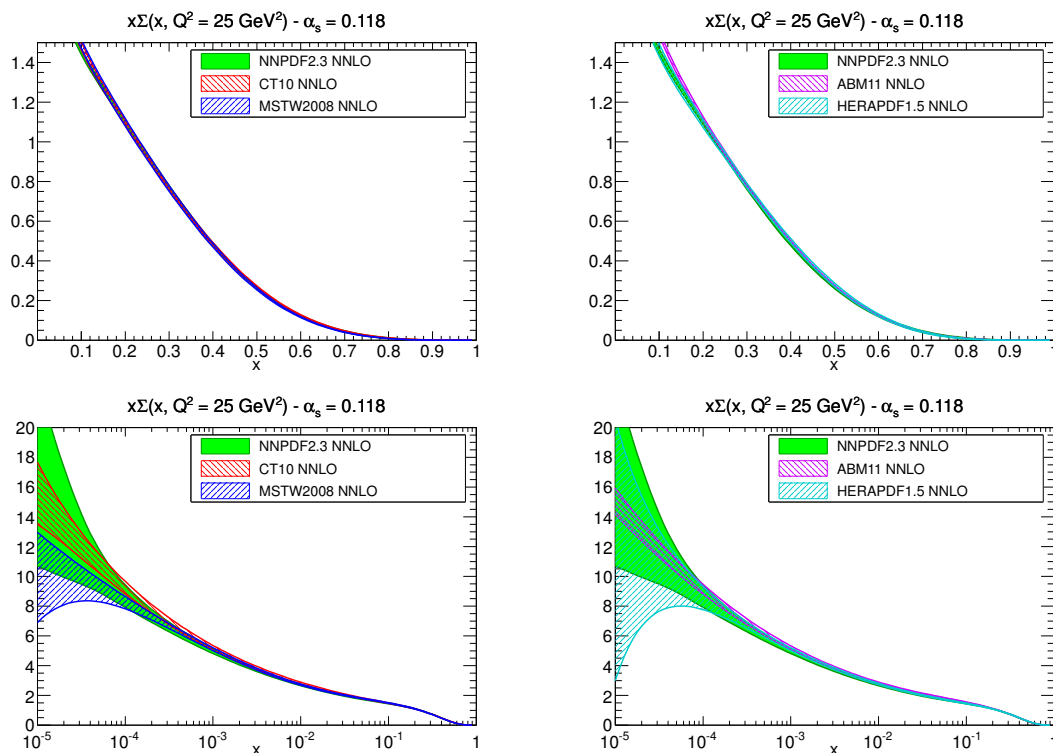 xΣ(x, Q² = 25 GeV²) - αₛ = 0.118
1.4
1.2
1
0.8
0.6
0.4
0.2
0
NNPDF2.3 NNLO
CT10 NNLO
MSTW2008 NNLO
0.1 0.2 0.3 0.4 0.5 0.6 0.7 0.8 0.9 1
x
xΣ(x, Q² = 25 GeV²) - αₛ = 0.118
1.4
1.2
1
0.8
0.6
0.4
0.2
0
NNPDF2.3 NNLO
ABM11 NNLO
HERAPDF1.5 NNLO
0.1 0.2 0.3 0.4 0.5 0.6 0.7 0.8 0.9 1
x
xΣ(x, Q² = 25 GeV²) - αₛ = 0.118
20
18
16
14
12
10
8
6
4
2
0
NNPDF2.3 NNLO
CT10 NNLO
MSTW2008 NNLO
10⁻⁵ 10⁻⁴ 10⁻³ 10⁻² 10⁻¹ 1
x
xΣ(x, Q² = 25 GeV²) - αₛ = 0.118
20
18
16
14
12
10
8
6
4
2
0
NNPDF2.3 NNLO
ABM11 NNLO
HERAPDF1.5 NNLO
10⁻⁵ 10⁻⁴ 10⁻³ 10⁻² 10⁻¹ 1
x